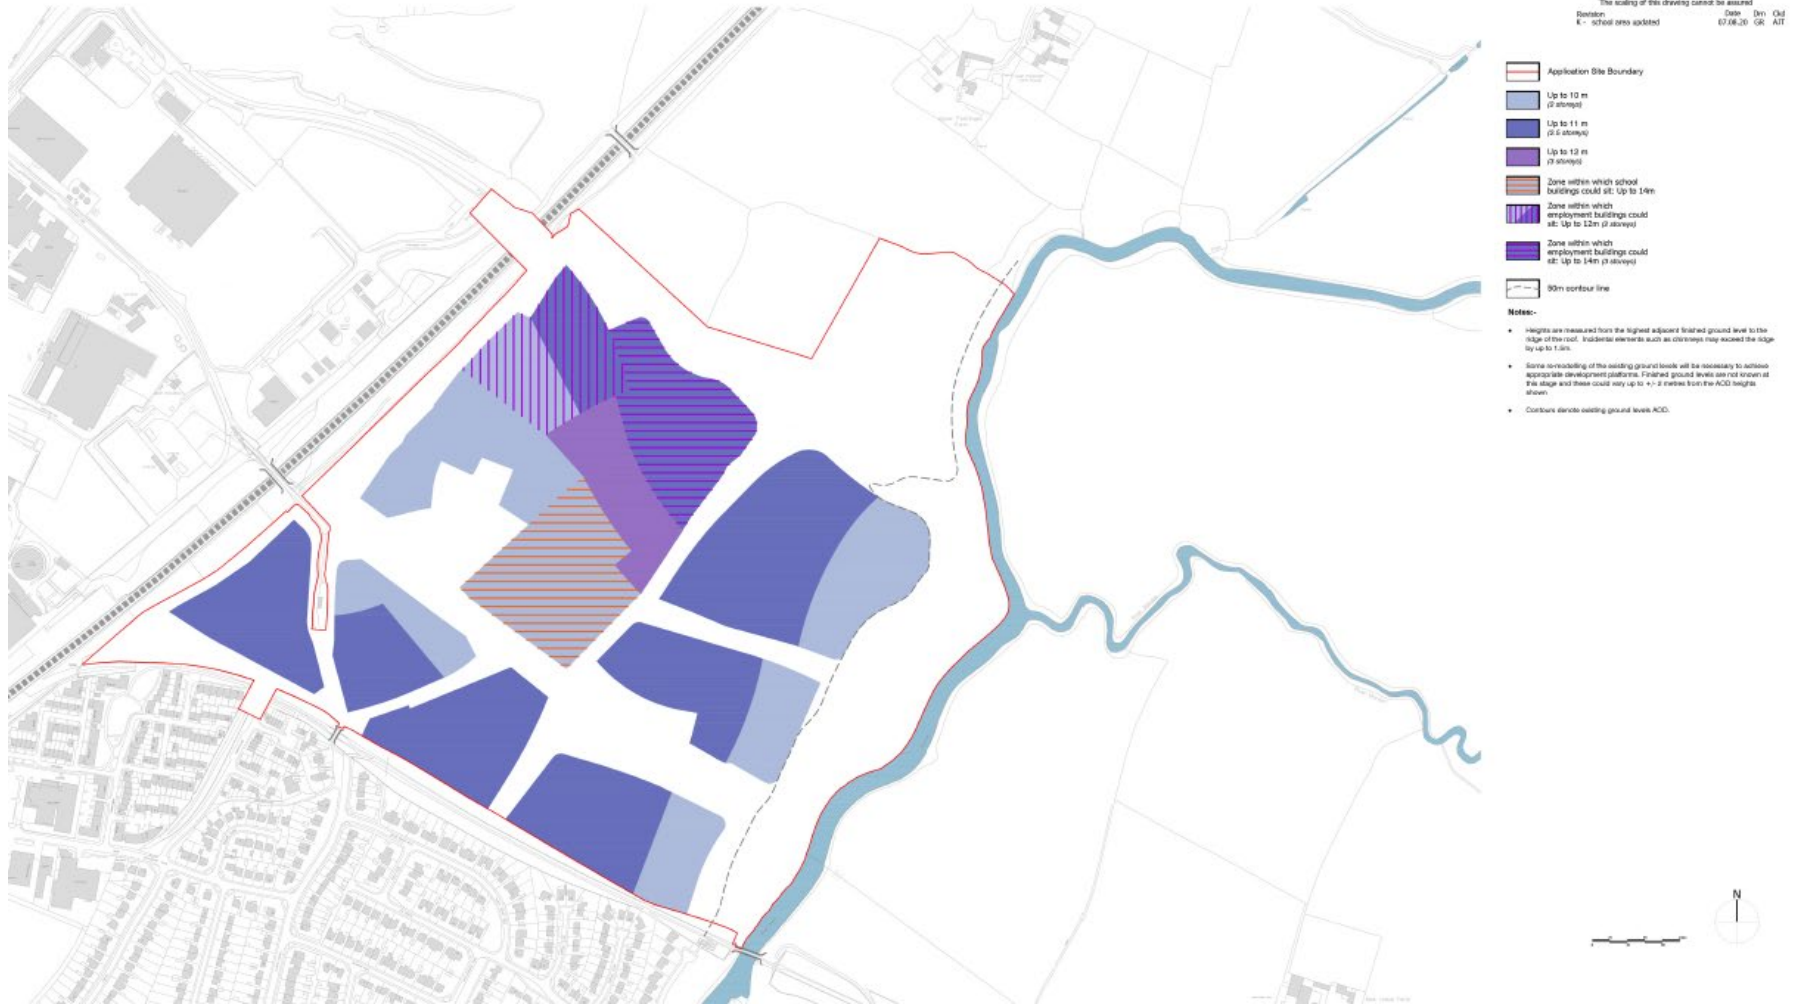 The scaling of this drawing cannot be assured
Revision Date Drn Ckd
K - school area updated 07.08.20 GR AJT
Application Site Boundary
Up to 10 m
(2 storeys)
Up to 11 m
(2.5 storeys)
Up to 12 m
(3 storeys)
Zone within which school
buildings could sit: Up to 14m
Zone within which
employment buildings could
sit: Up to 12m (3 storeys)
Zone within which
employment buildings could
sit: Up to 14m (3 storeys)
90m contour line
Notes:-
• Heights are measured from the highest adjacent finished ground level to the
ridge of the roof. Incidental elements such as chimneys may exceed the ridge
by up to 1.5m.
• Some re-modelling of the existing ground levels will be necessary to achieve
appropriate development platforms. Finished ground levels are not known at
this stage and these could vary up to +/- 2 metres from the AOD heights
shown
• Contours denote existing ground levels AOD.
N